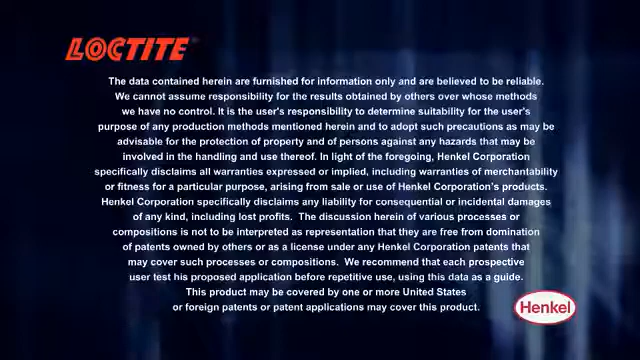 LOCTITE
The data contained herein are furnished for information only and are believed to be reliable.
We cannot assume responsibility for the results obtained by others over whose methods
we have no control. It is the user's responsibility to determine suitability for the user's
purpose of any production methods mentioned herein and to adopt such precautions as may be
advisable for the protection of property and of persons against any hazards that may be
involved in the handling and use thereof. In light of the foregoing, Henkel Corporation
specifically disclaims all warranties expressed or implied, including warranties of merchantability
or fitness for a particular purpose, arising from sale or use of Henkel Corporation's products.
Henkel Corporation specifically disclaims any liability for consequential or incidental damages
of any kind, including lost profits. The discussion herein of various processes or
compositions is not to be interpreted as representation that they are free from domination
of patents owned by others or as a license under any Henkel Corporation patents that
may cover such processes or compositions. We recommend that each prospective
user test his proposed application before repetitive use, using this data as a guide.
This product may be covered by one or more United States
or foreign patents or patent applications may cover this product.
Henkel